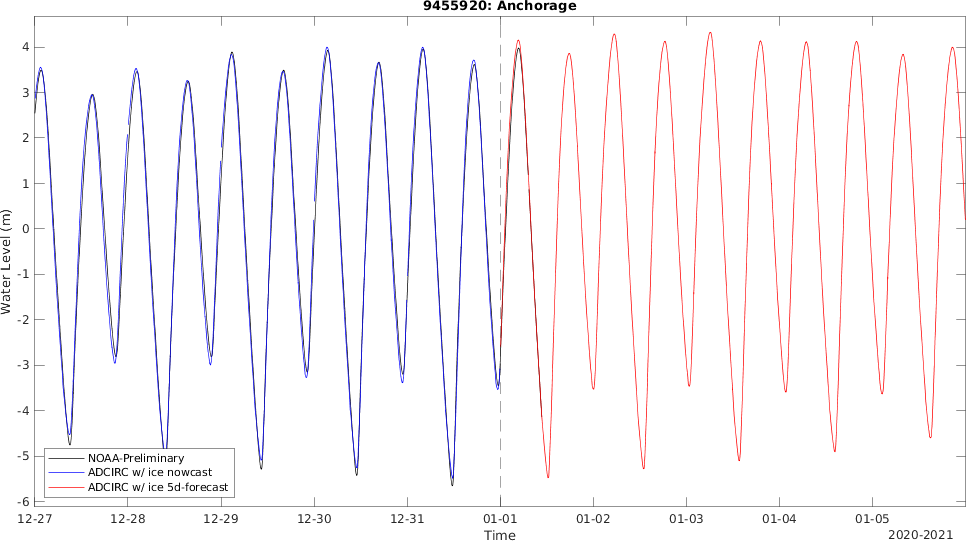 9455920: Anchorage
4
3
2
1
0
-1
-2
-3
-4
-5
-6
Water Level (m)
NOAA-Preliminary
ADCIRC w/ ice nowcast
ADCIRC w/ ice 5d-forecast
12-27 12-28 12-29 12-30 12-31 01-01 01-02 01-03 01-04 01-05
Time
2020-2021